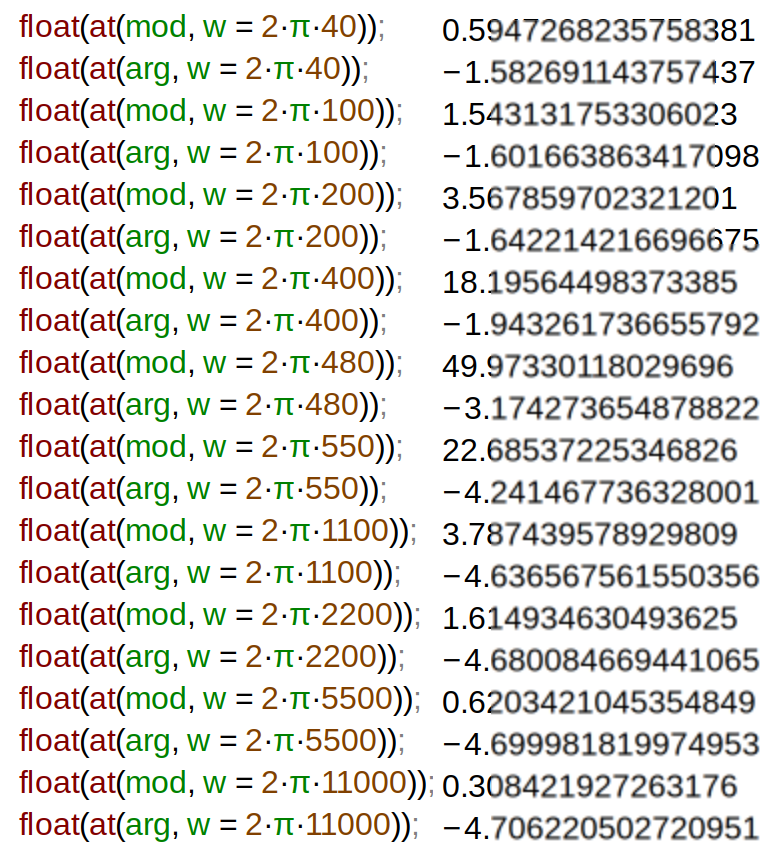 float(at(mod, w = 2·π·40)); 0.5947268235758381
float(at(arg, w = 2·π·40)); −1.582691143757437
float(at(mod, w = 2·π·100)); 1.543131753306023
float(at(arg, w = 2·π·100)); −1.601663863417098
float(at(mod, w = 2·π·200)); 3.567859702321201
float(at(arg, w = 2·π·200)); −1.642214216696675
float(at(mod, w = 2·π·400)); 18.19564498373385
float(at(arg, w = 2·π·400)); −1.943261736655792
float(at(mod, w = 2·π·480)); 49.97330118029696
float(at(arg, w = 2·π·480)); −3.174273654878822
float(at(mod, w = 2·π·550)); 22.68537225346826
float(at(arg, w = 2·π·550)); −4.241467736328001
float(at(mod, w = 2·π·1100)); 3.787439578929809
float(at(arg, w = 2·π·1100)); −4.636567561550356
float(at(mod, w = 2·π·2200)); 1.614934630493625
float(at(arg, w = 2·π·2200)); −4.680084669441065
float(at(mod, w = 2·π·5500)); 0.6203421045354849
float(at(arg, w = 2·π·5500)); −4.699981819974953
float(at(mod, w = 2·π·11000)); 0.308421927263176
float(at(arg, w = 2·π·11000)); −4.706220502720951